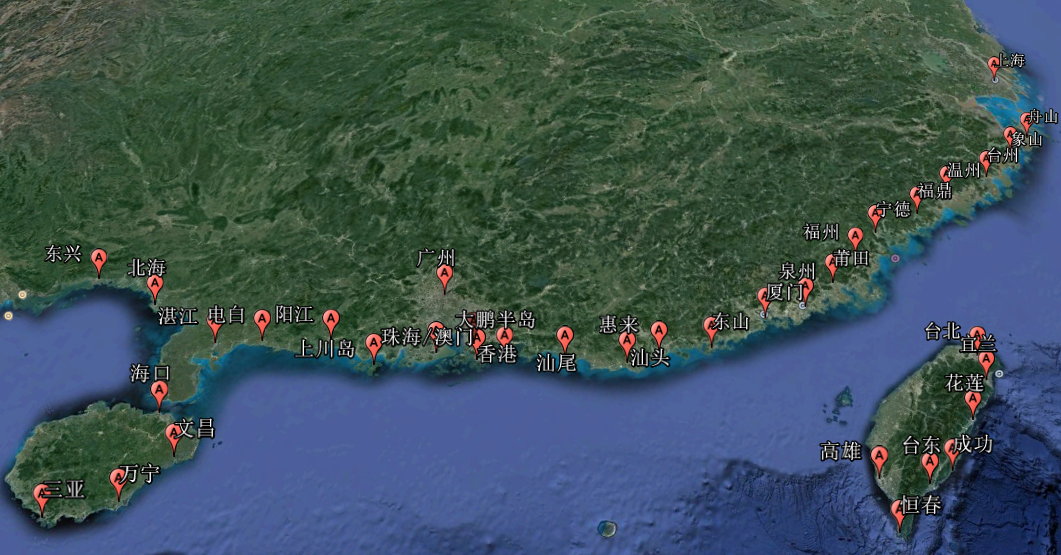 上海
舟山
象山
台州
温州
福鼎
宁德
福州
莆田
泉州
厦门
东兴
北海
广州
湛江
电白
阳江
上川岛
珠海/澳门
大鹏半岛
香港
汕尾
惠来
汕头
东山
台北
宜兰
海口
花莲
文昌
高雄
台东
成功
万宁
三亚
恒春